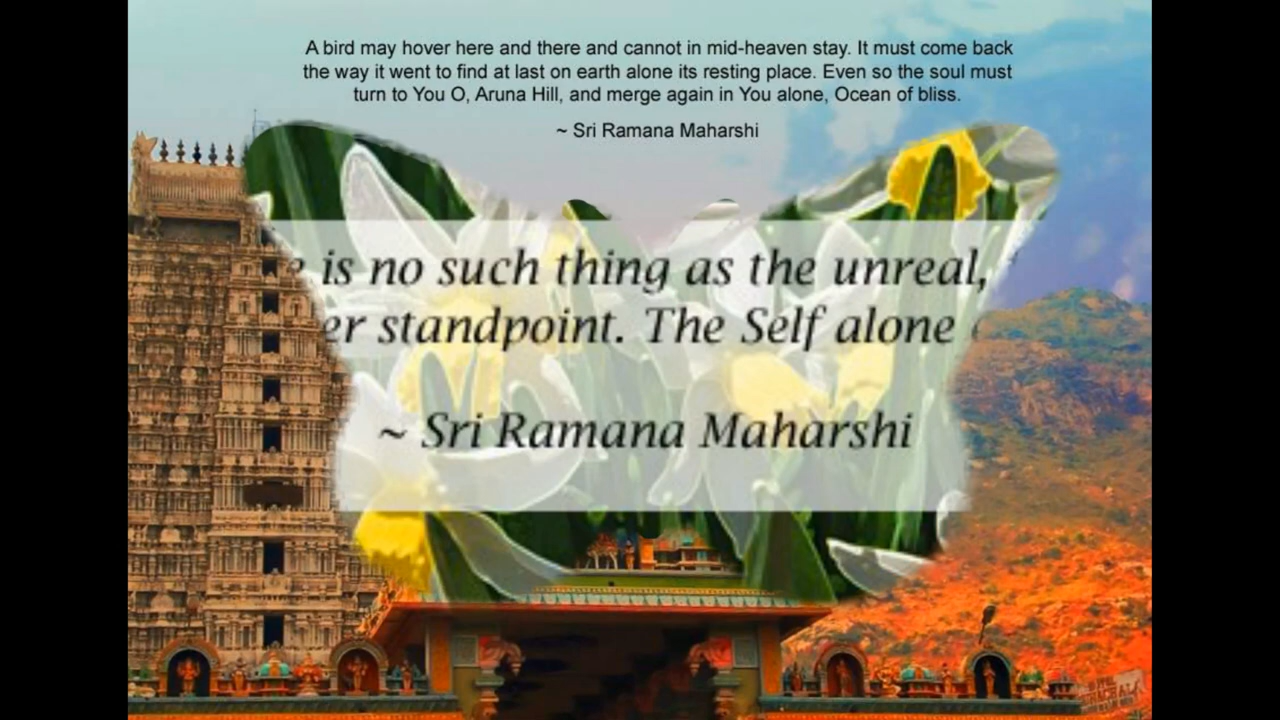 A bird may hover here and there and cannot in mid-heaven stay. It must come back
the way it went to find at last on earth alone its resting place. Even so the soul must
turn to You O, Aruna Hill, and merge again in You alone, Ocean of bliss.
~ Sri Ramana Maharshi
is no such thing as the unreal,
standpoint. The Self alone
~ Sri Ramana Maharshi